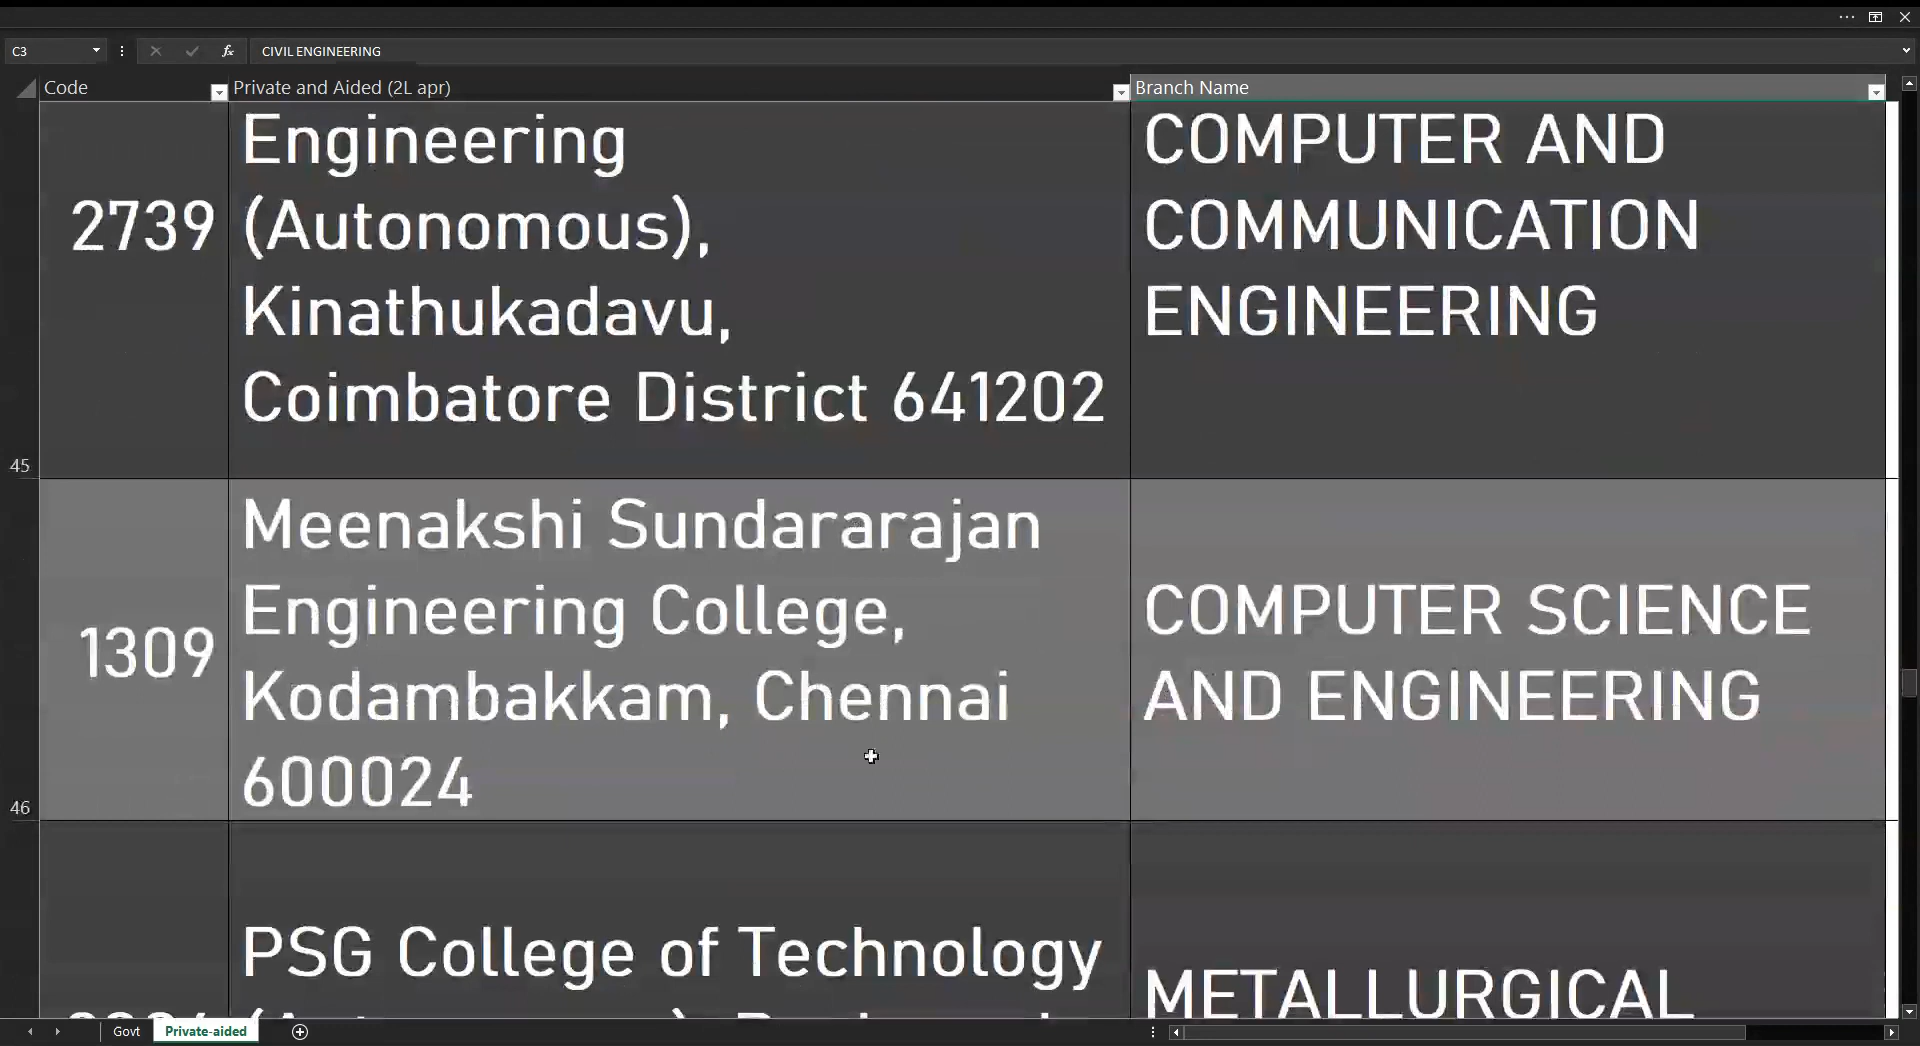 C3
fx
CIVIL ENGINEERING
Code
Private and Aided (2L apr)
Branch Name
2739
Engineering
(Autonomous),
Kinathukadavu,
Coimbatore District 641202
COMPUTER AND
COMMUNICATION
ENGINEERING
45
1309
Meenakshi Sundararajan
Engineering College,
Kodambakkam, Chennai
600024
COMPUTER SCIENCE
AND ENGINEERING
46
PSG College of Technology
METALLURGICAL
Govt
Private-aided